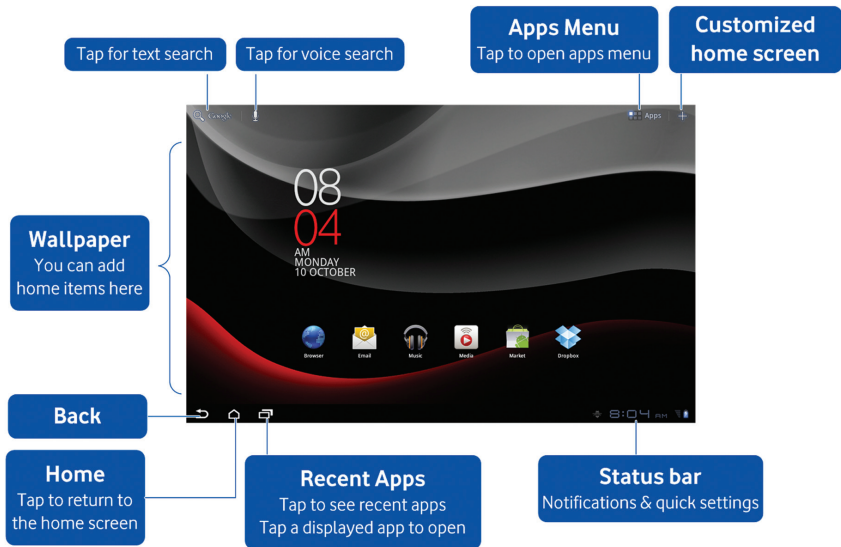 Tap for text search
Tap for voice search
Apps Menu
Tap to open apps menu
Customized
home screen
Google
Apps
Wallpaper
You can add
home items here
08
04
AM
MONDAY
10 OCTOBER
Browser
Email
Music
Media
Market
Dropbox
Back
8:04 AM
Home
Tap to return to
the home screen
Recent Apps
Tap to see recent apps
Tap a displayed app to open
Status bar
Notifications & quick settings